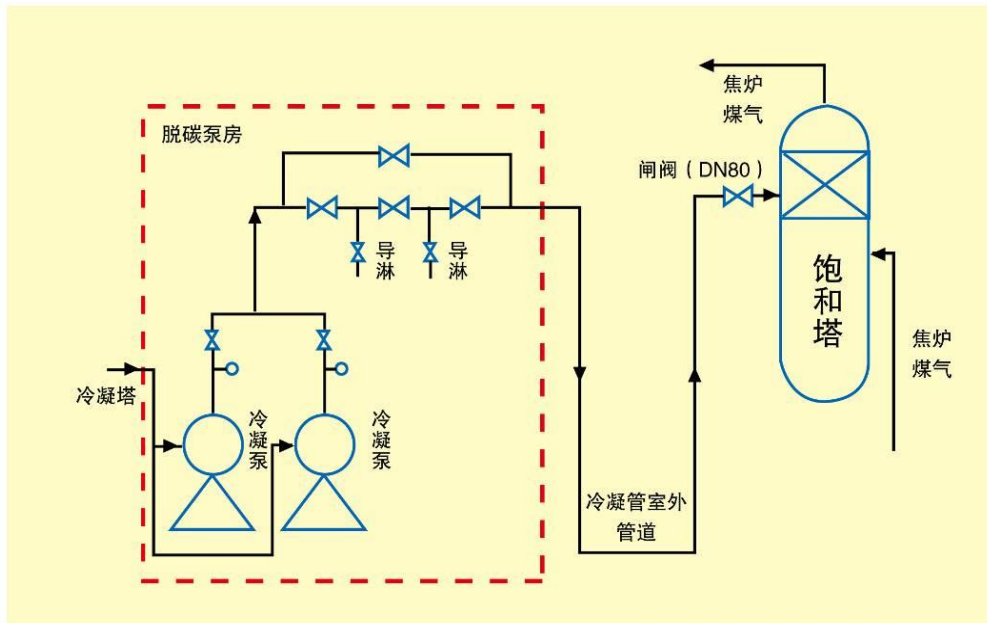 焦炉
煤气
脱碳泵房
闸阀（DN80）
导
淋
导
淋
饱
和
塔
焦炉
煤气
冷凝塔
冷
凝
泵
冷
凝
泵
冷凝管室外
管道